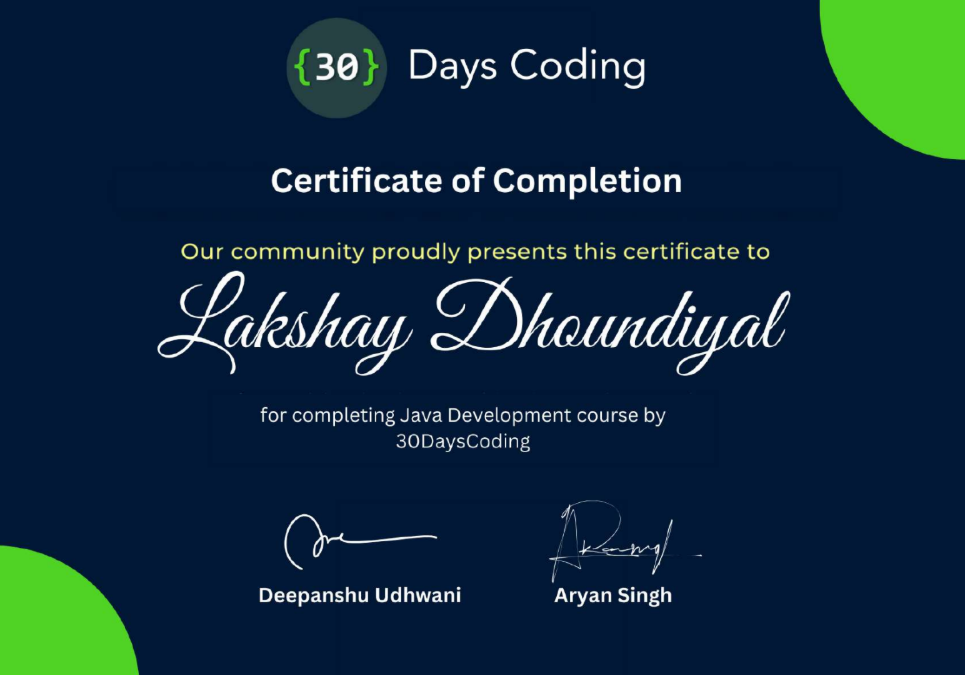 {30} Days Coding
Certificate of Completion
Our community proudly presents this certificate to
Lakshay Dhoundiyal
for completing Java Development course by
30DaysCoding
Deepanshu Udhwani Aryan Singh